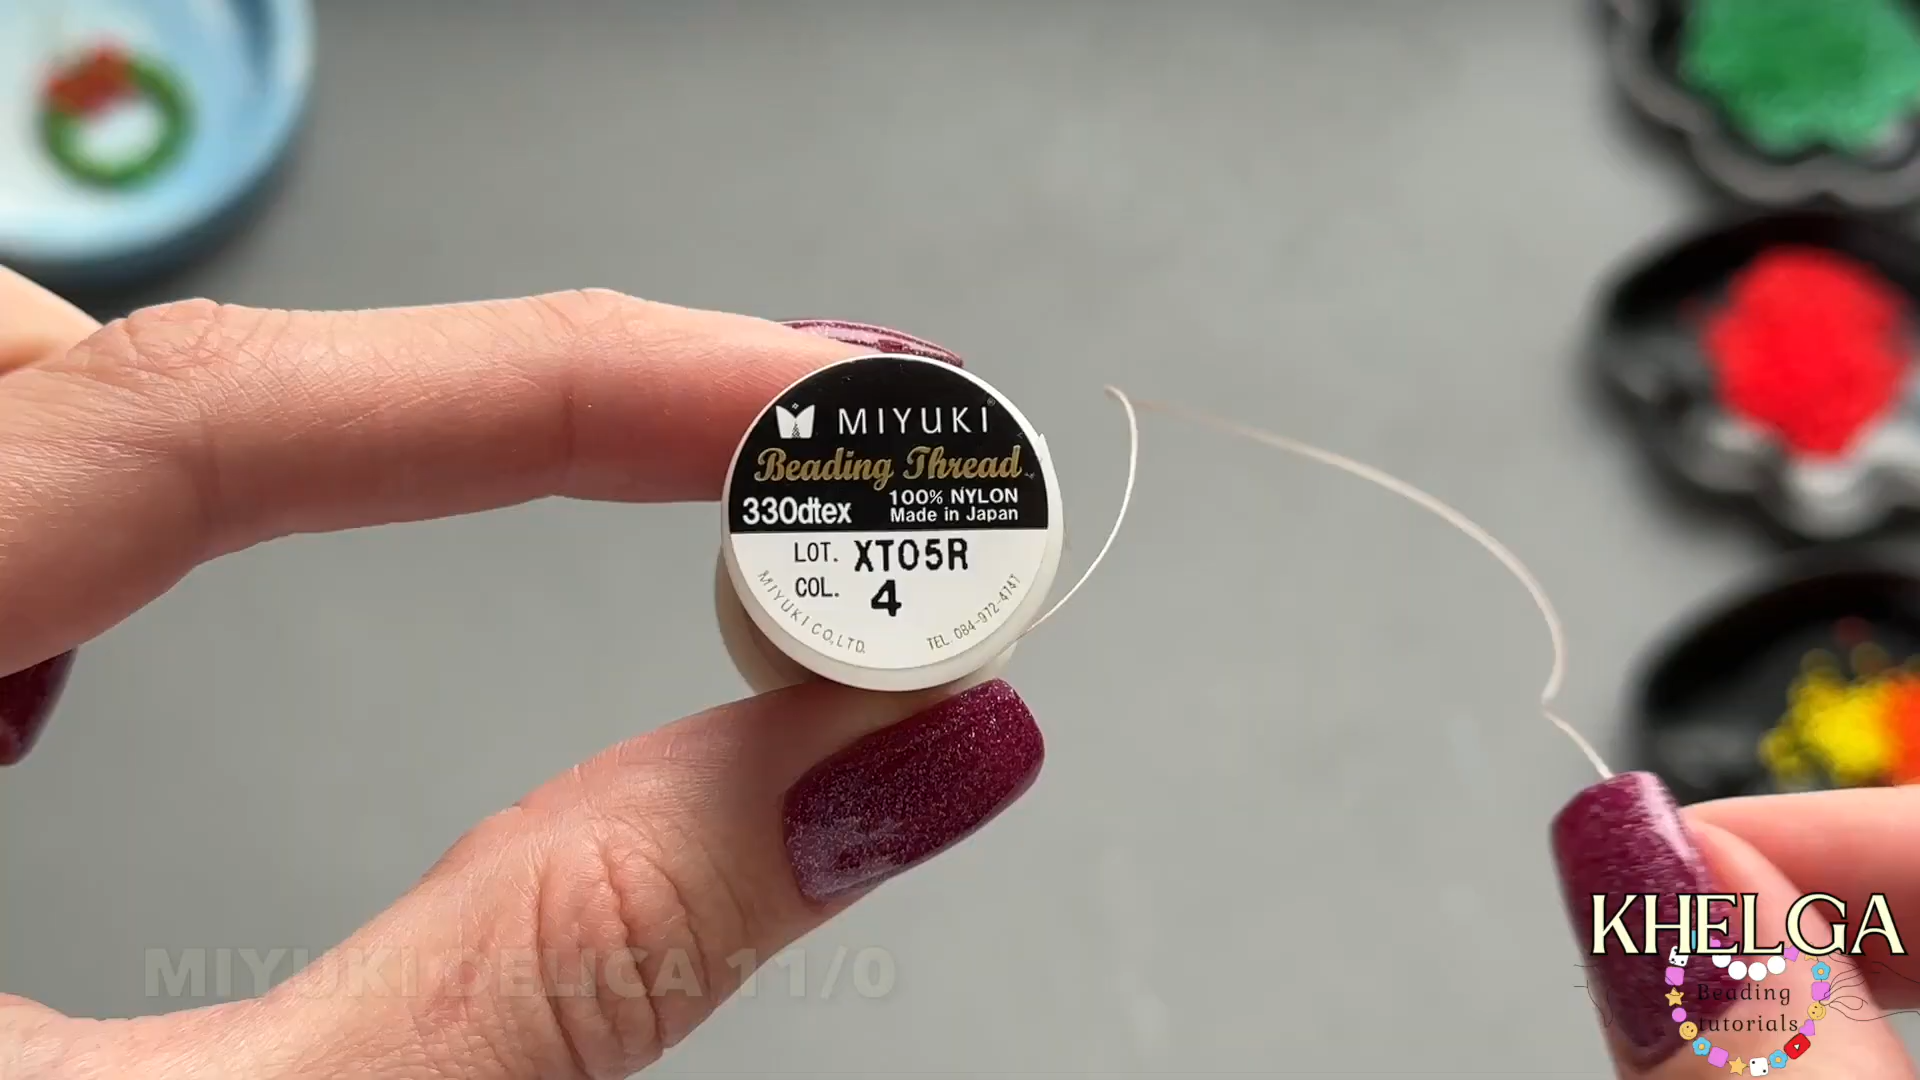 MIYUKI
Beading Thread
330dtex
100% NYLON
Made in Japan
LOT. XT05R
COL. 4
MIYUKI CO.,LTD.
TEL 084-972-4747
MIYUKI DELICA 11/0
KHELGA
Beading
tutorials